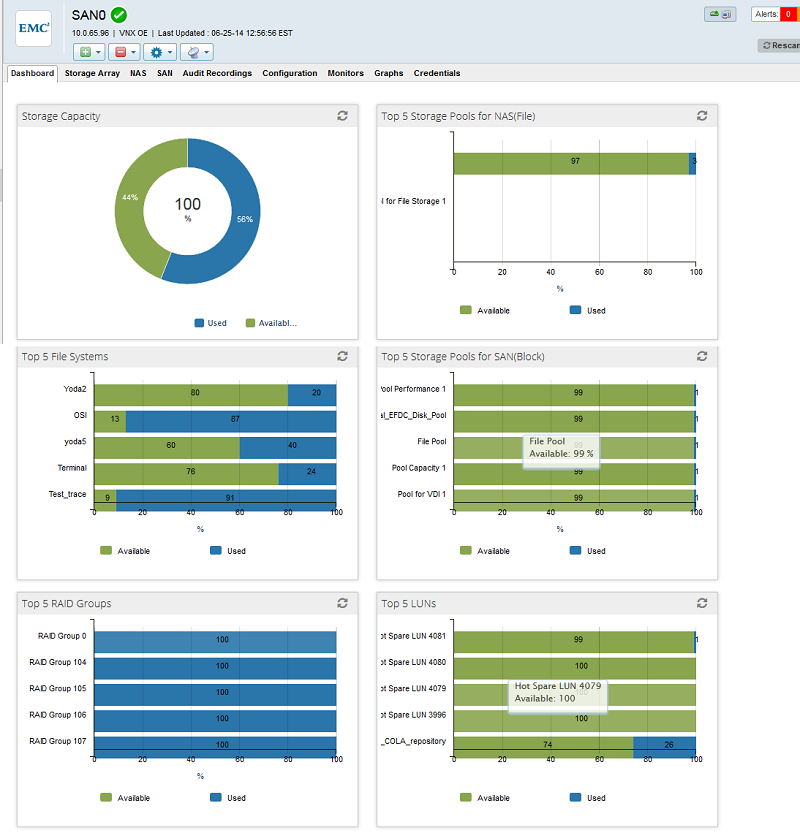 EMC²
SAN0
10.0.65.96 | VNX OE | Last Updated : 06-25-14 12:56:56 EST
Alerts: 0
Rescan
Dashboard Storage Array NAS SAN Audit Recordings Configuration Monitors Graphs Credentials
Storage Capacity
44%
100
%
56%
Used Availabl...
Top 5 Storage Pools for NAS(File)
97 3
l for File Storage 1
0 20 40 60 80 100
%
Available Used
Top 5 File Systems
Yoda2 80 20
OSI 13 87
yoda5 60 40
Terminal 76 24
Test_trace 9 91
0 20 40 60 80 100
%
Available Used
Top 5 Storage Pools for SAN(Block)
Pool Performance 1 99 1
al_EFDC_Disk_Pool 99 1
File Pool 99 1
File Pool
Available: 99 %
Pool Capacity 1 99 1
Pool for VDI 1 99 1
0 20 40 60 80 100
%
Available Used
Top 5 RAID Groups
RAID Group 0 100
RAID Group 104 100
RAID Group 105 100
RAID Group 106 100
RAID Group 107 100
0 20 40 60 80 100
%
Available Used
Top 5 LUNs
ot Spare LUN 4081 99 1
ot Spare LUN 4080 100
ot Spare LUN 4079 100
Hot Spare LUN 4079
Available: 100
ot Spare LUN 3996 100
_COLA_repository 74 26
0 20 40 60 80 100
Available Used